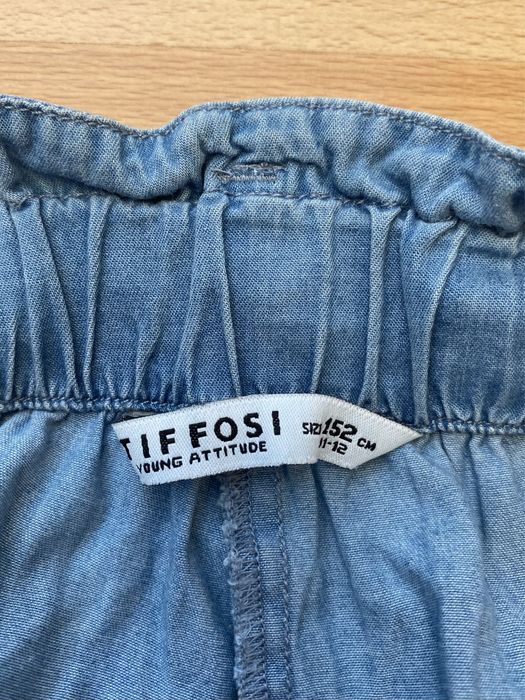 TIFFOSI
YOUNG ATTITUDE
SIZE 152 CM
11-12